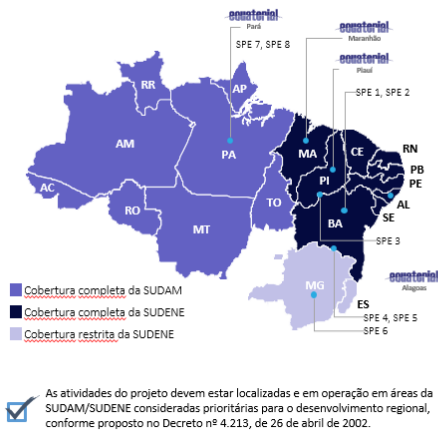 equatorial
Pará
SPE 7, SPE 8
equatorial
Maranhão
equatorial
Piauí
SPE 1, SPE 2
RR
AP
AM
PA
MA
CE
RN
PB
PE
PI
AL
SE
AC
RO
TO
BA
MT
SPE 3
equatorial
Alagoas
MG
ES
SPE 4, SPE 5
SPE 6
Cobertura completa da SUDAM
Cobertura completa da SUDENE
Cobertura restrita da SUDENE
As atividades do projeto devem estar localizadas e em operação em áreas da
SUDAM/SUDENE consideradas prioritárias para o desenvolvimento regional,
conforme proposto no Decreto nº 4.213, de 26 de abril de 2002.